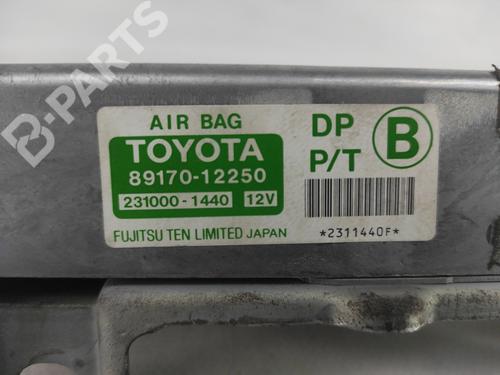 B-PARTS
AIR BAG
TOYOTA
89170-12250
231000-1440 12V
FUJITSU TEN LIMITED JAPAN
DP
P/T
B
*2311440F*